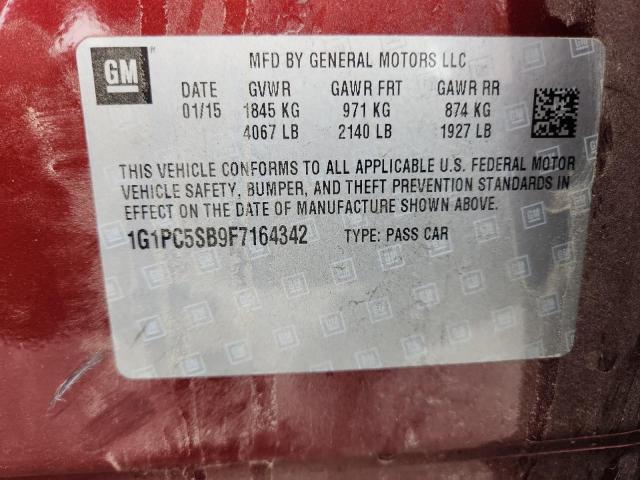 GM
MFD BY GENERAL MOTORS LLC
DATE GVWR GAWR FRT GAWR RR
01/15 1845 KG 971 KG 874 KG
4067 LB 2140 LB 1927 LB
THIS VEHICLE CONFORMS TO ALL APPLICABLE U.S. FEDERAL MOTOR
VEHICLE SAFETY, BUMPER, AND THEFT PREVENTION STANDARDS IN
EFFECT ON THE DATE OF MANUFACTURE SHOWN ABOVE.
1G1PC5SB9F7164342 TYPE: PASS CAR